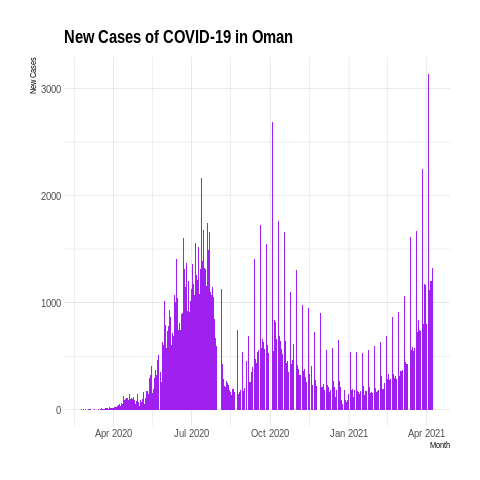 New Cases of COVID-19 in Oman
New Cases
3000
2000
1000
0
Apr 2020 Jul 2020 Oct 2020 Jan 2021 Apr 2021
Month